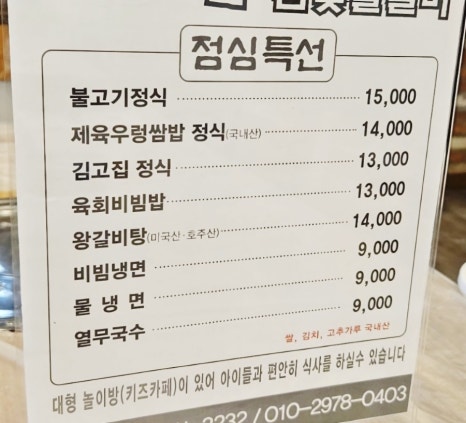 점심특선
불고기정식 15,000
제육우렁쌈밥 정식(국내산) 14,000
김고집 정식 13,000
육회비빔밥 13,000
왕갈비탕(미국산·호주산) 14,000
비빔냉면 9,000
물 냉 면 9,000
열무국수 9,000
쌀, 김치, 고추가루 국내산
대형 놀이방(키즈카페)이 있어 아이들과 편안히 식사를 하실수 있습니다
2232 / 010-2978-0403